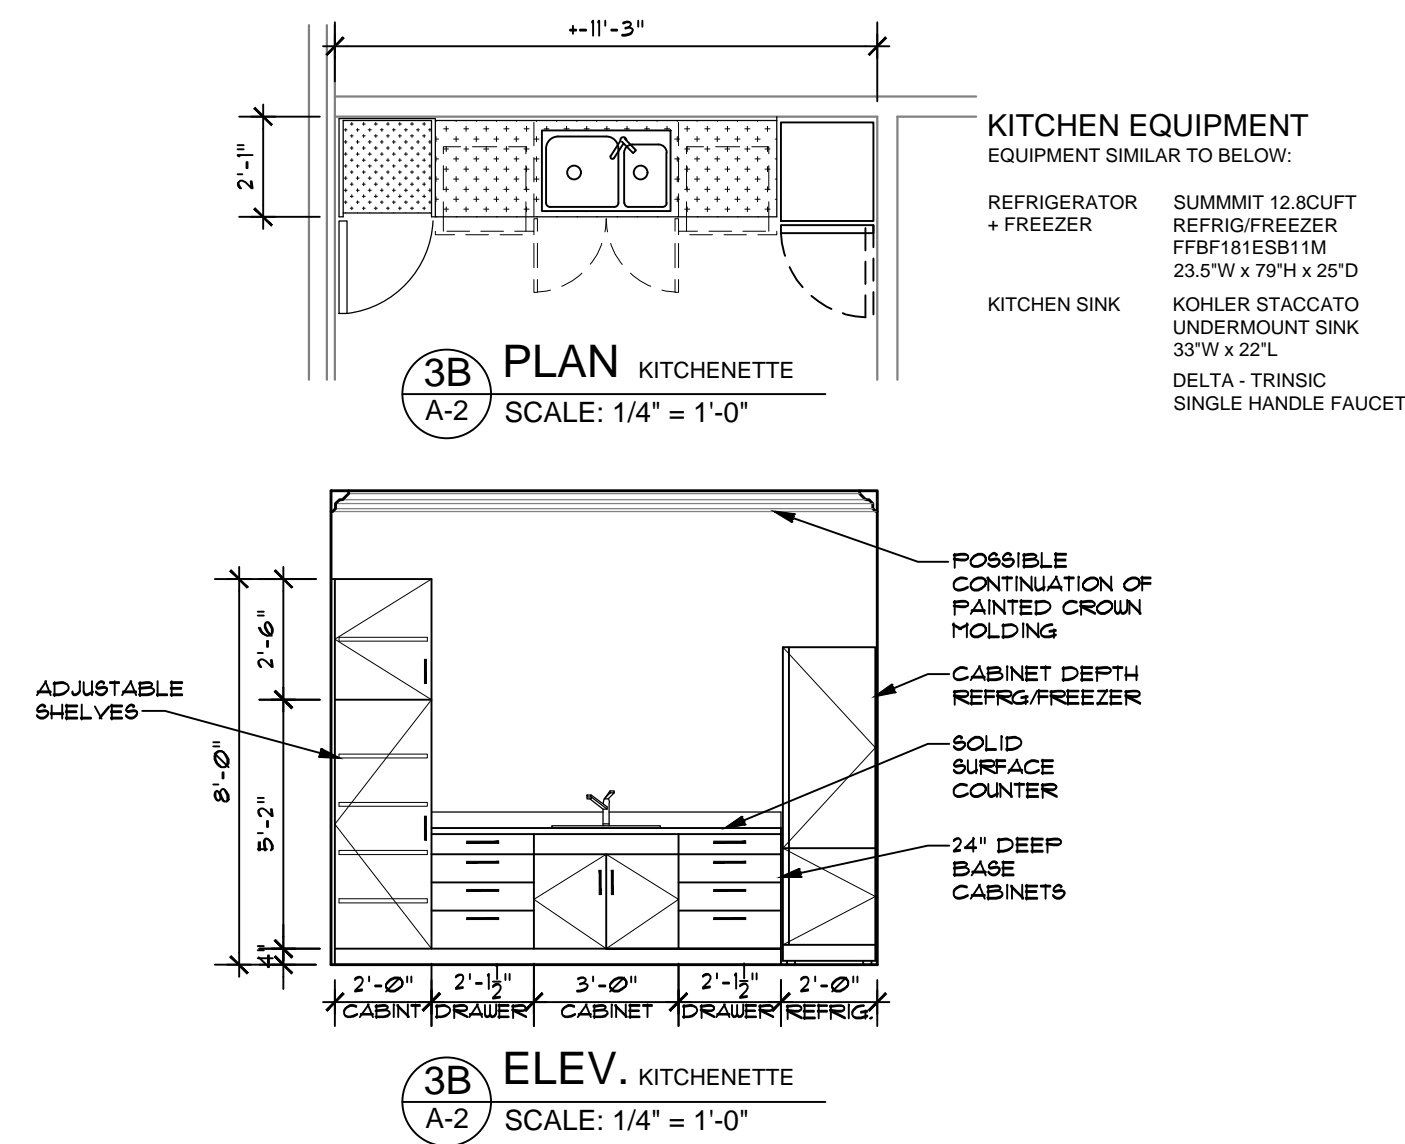 +-11'-3"
2'-1"
KITCHEN EQUIPMENT
EQUIPMENT SIMILAR TO BELOW:
REFRIGERATOR
+ FREEZER
SUMMMIT 12.8CUFT
REFRIG/FREEZER
FFBF181ESB11M
23.5"W x 79"H x 25"D
KITCHEN SINK
KOHLER STACCATO
UNDERMOUNT SINK
33"W x 22"L
DELTA - TRINSIC
SINGLE HANDLE FAUCET
3B
A-2
PLAN KITCHENETTE
SCALE: 1/4" = 1'-0"
POSSIBLE
CONTINUATION OF
PAINTED CROWN
MOLDING
CABINET DEPTH
REFRG/FREEZER
SOLID
SURFACE
COUNTER
24" DEEP
BASE
CABINETS
ADJUSTABLE
SHELVES
8'-0"
2'-6"
5'-2"
4"
2'-0"
CABINT
2'-1 1/2"
DRAWER
3'-0"
CABINET
2'-1 1/2"
DRAWER
2'-0"
REFRIG.
3B
A-2
ELEV. KITCHENETTE
SCALE: 1/4" = 1'-0"